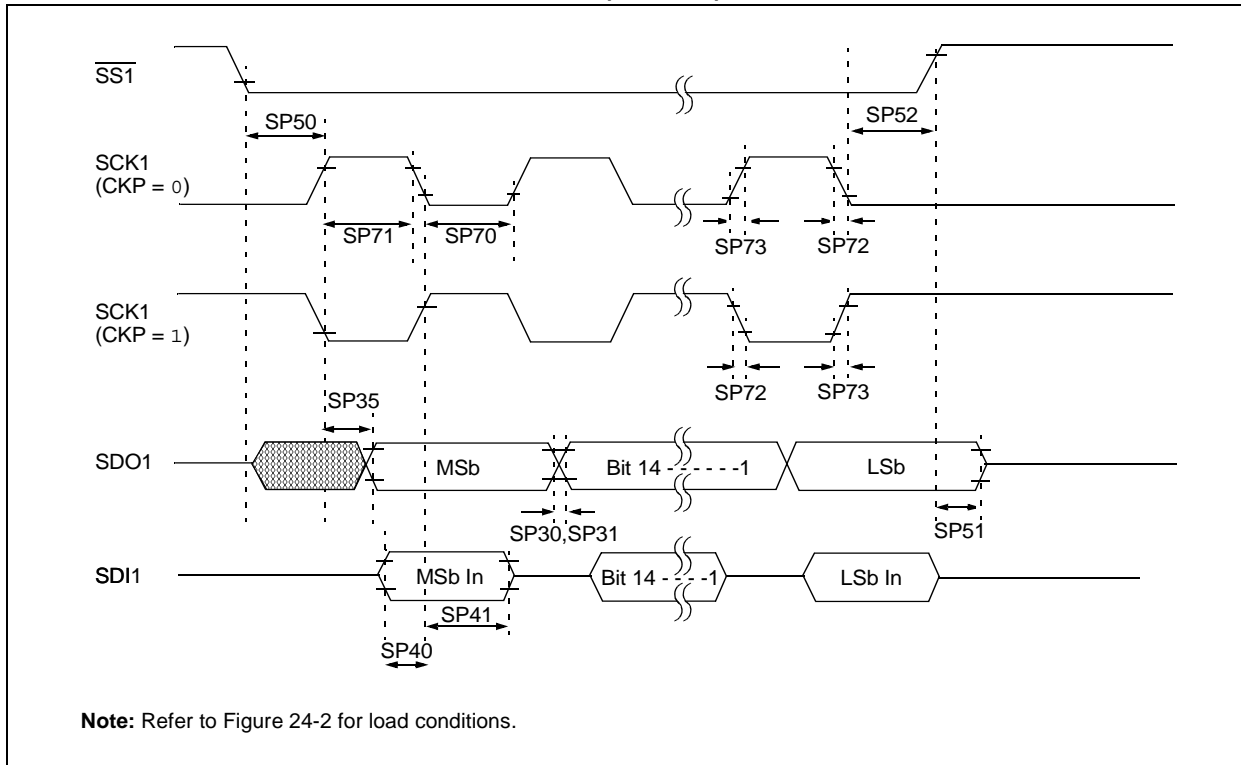 SS1
SP50
SP52
SCK1
(CKP = 0)
SP71
SP70
SP73
SP72
SCK1
(CKP = 1)
SP72
SP73
SP35
SDO1
MSb
Bit 14 - - - - - -1
LSb
SP30,SP31
SP51
SDI1
MSb In
Bit 14 - - - -1
LSb In
SP41
SP40
Note: Refer to Figure 24-2 for load conditions.